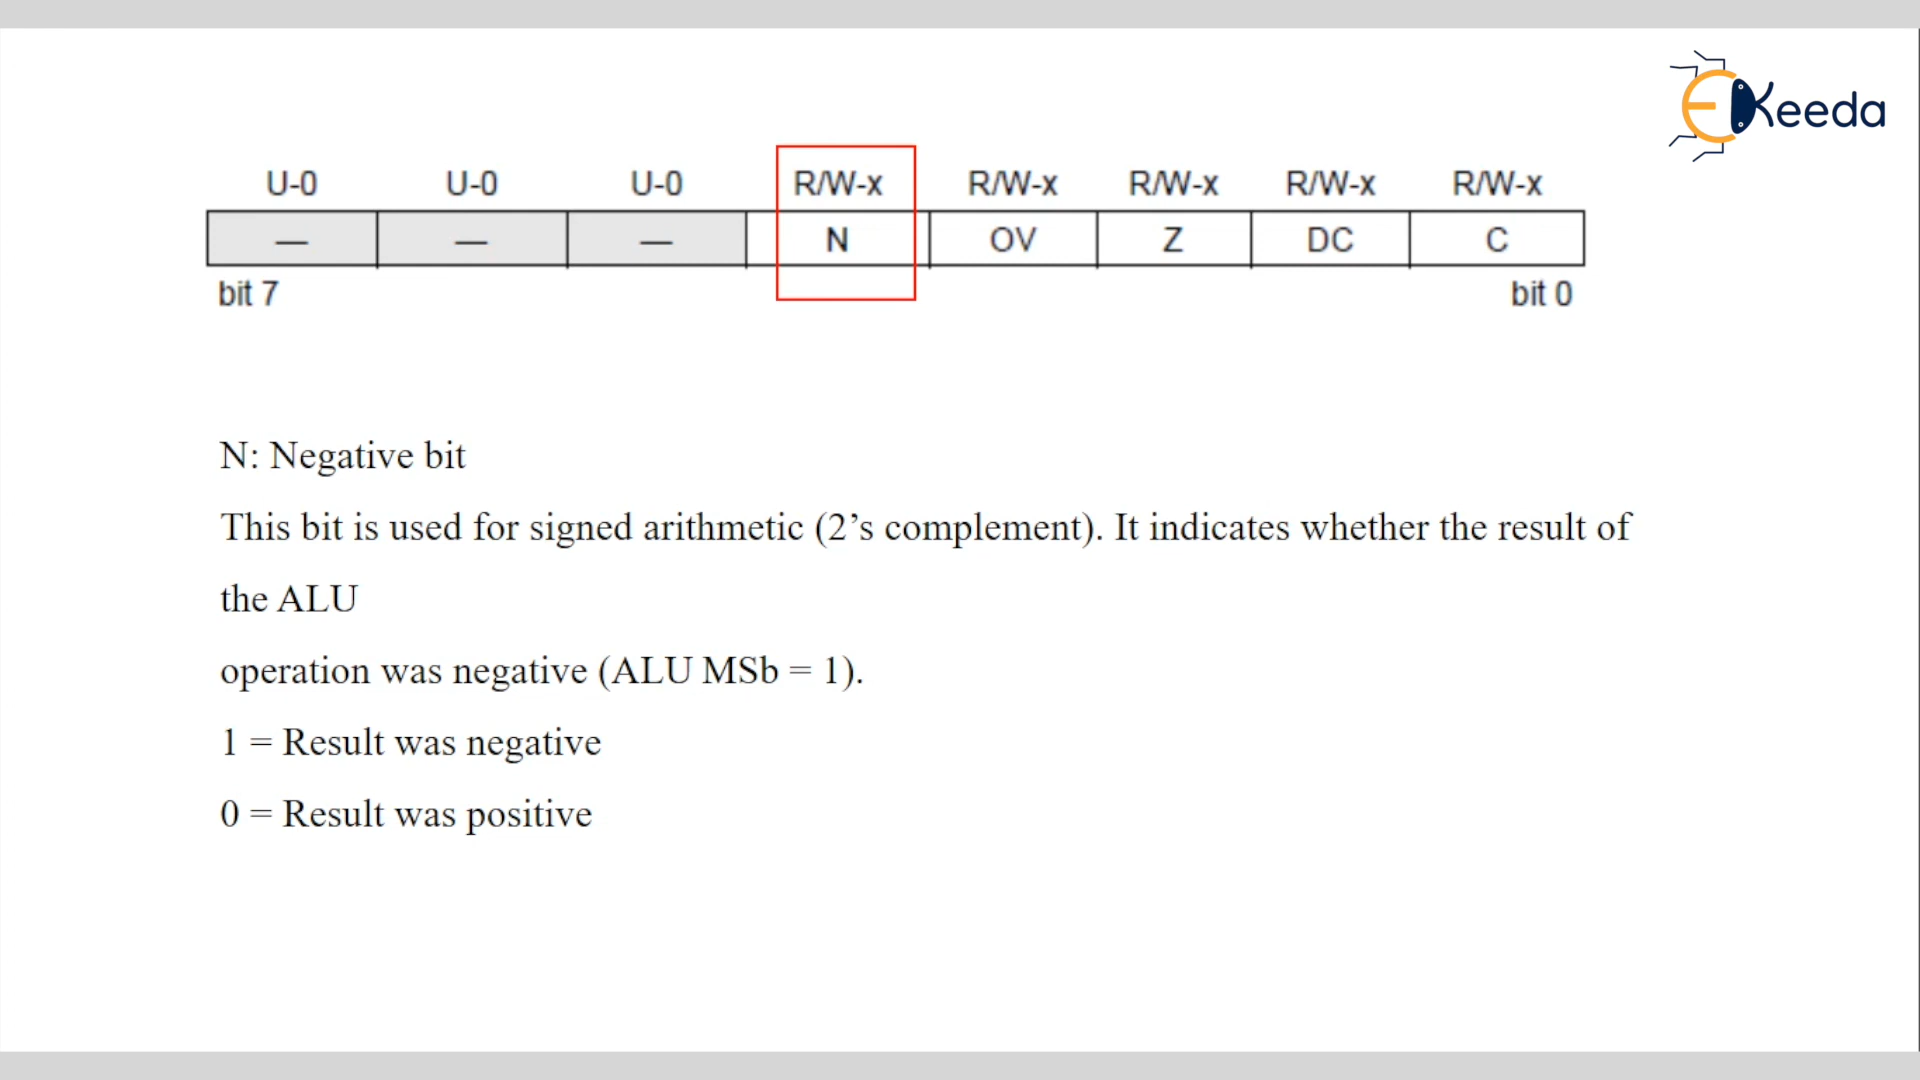 EKeeda
U-0 U-0 U-0 R/W-x R/W-x R/W-x R/W-x R/W-x
— — — N OV Z DC C
bit 7 bit 0
N: Negative bit
This bit is used for signed arithmetic (2’s complement). It indicates whether the result of
the ALU
operation was negative (ALU MSb = 1).
1 = Result was negative
0 = Result was positive